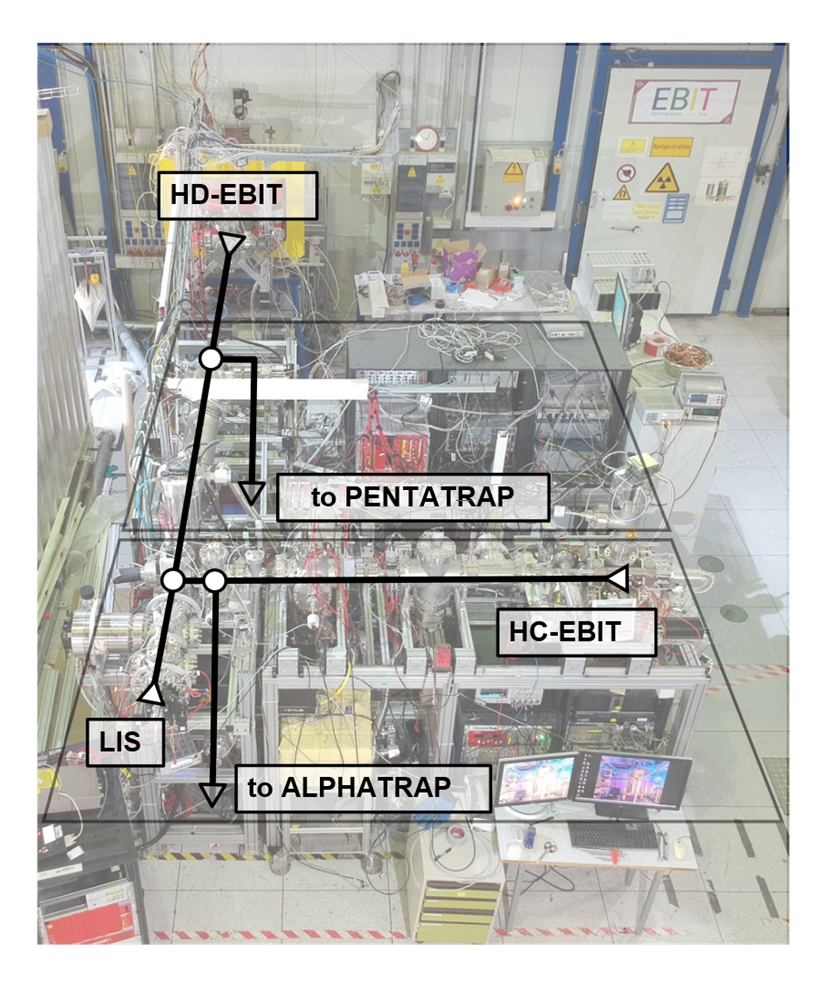 EBIT
HD-EBIT
to PENTATRAP
HC-EBIT
LIS
to ALPHATRAP